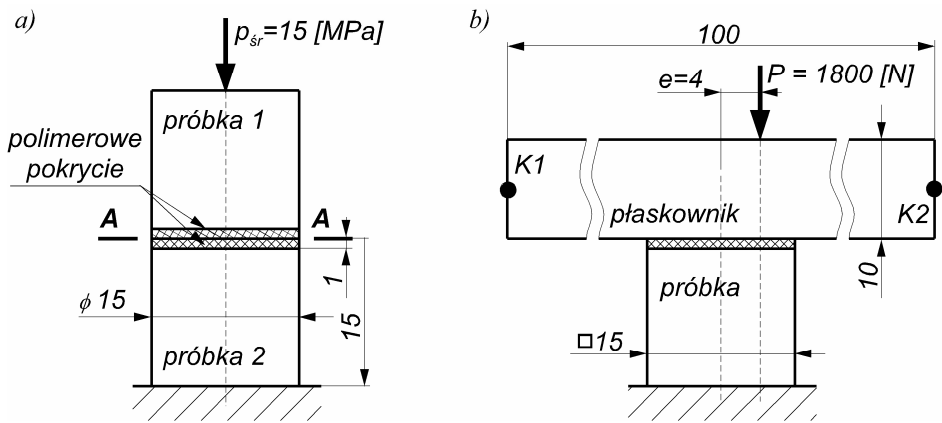 a)
pśr=15 [MPa]
próbka 1
polimerowe
pokrycie
A
A
1
15
ϕ 15
próbka 2
b)
100
e=4
P = 1800 [N]
K1
K2
płaskownik
10
próbka
□15